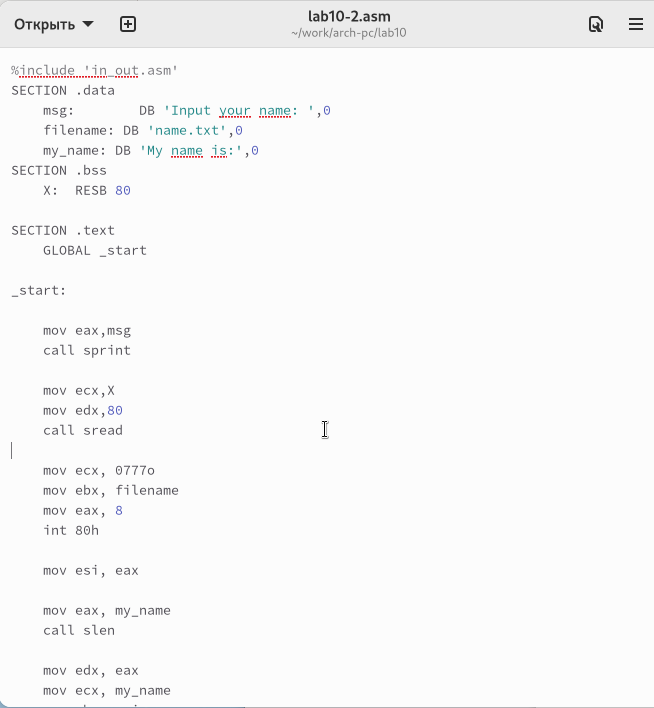 Открыть
lab10-2.asm
~/work/arch-pc/lab10
%include 'in_out.asm'
SECTION .data
    msg:        DB 'Input your name: ',0
    filename: DB 'name.txt',0
    my_name: DB 'My name is:',0
SECTION .bss
    X:  RESB 80
SECTION .text
    GLOBAL _start
_start:
    mov eax,msg
    call sprint
    mov ecx,X
    mov edx,80
    call sread
    mov ecx, 0777o
    mov ebx, filename
    mov eax, 8
    int 80h
    mov esi, eax
    mov eax, my_name
    call slen
    mov edx, eax
    mov ecx, my_name